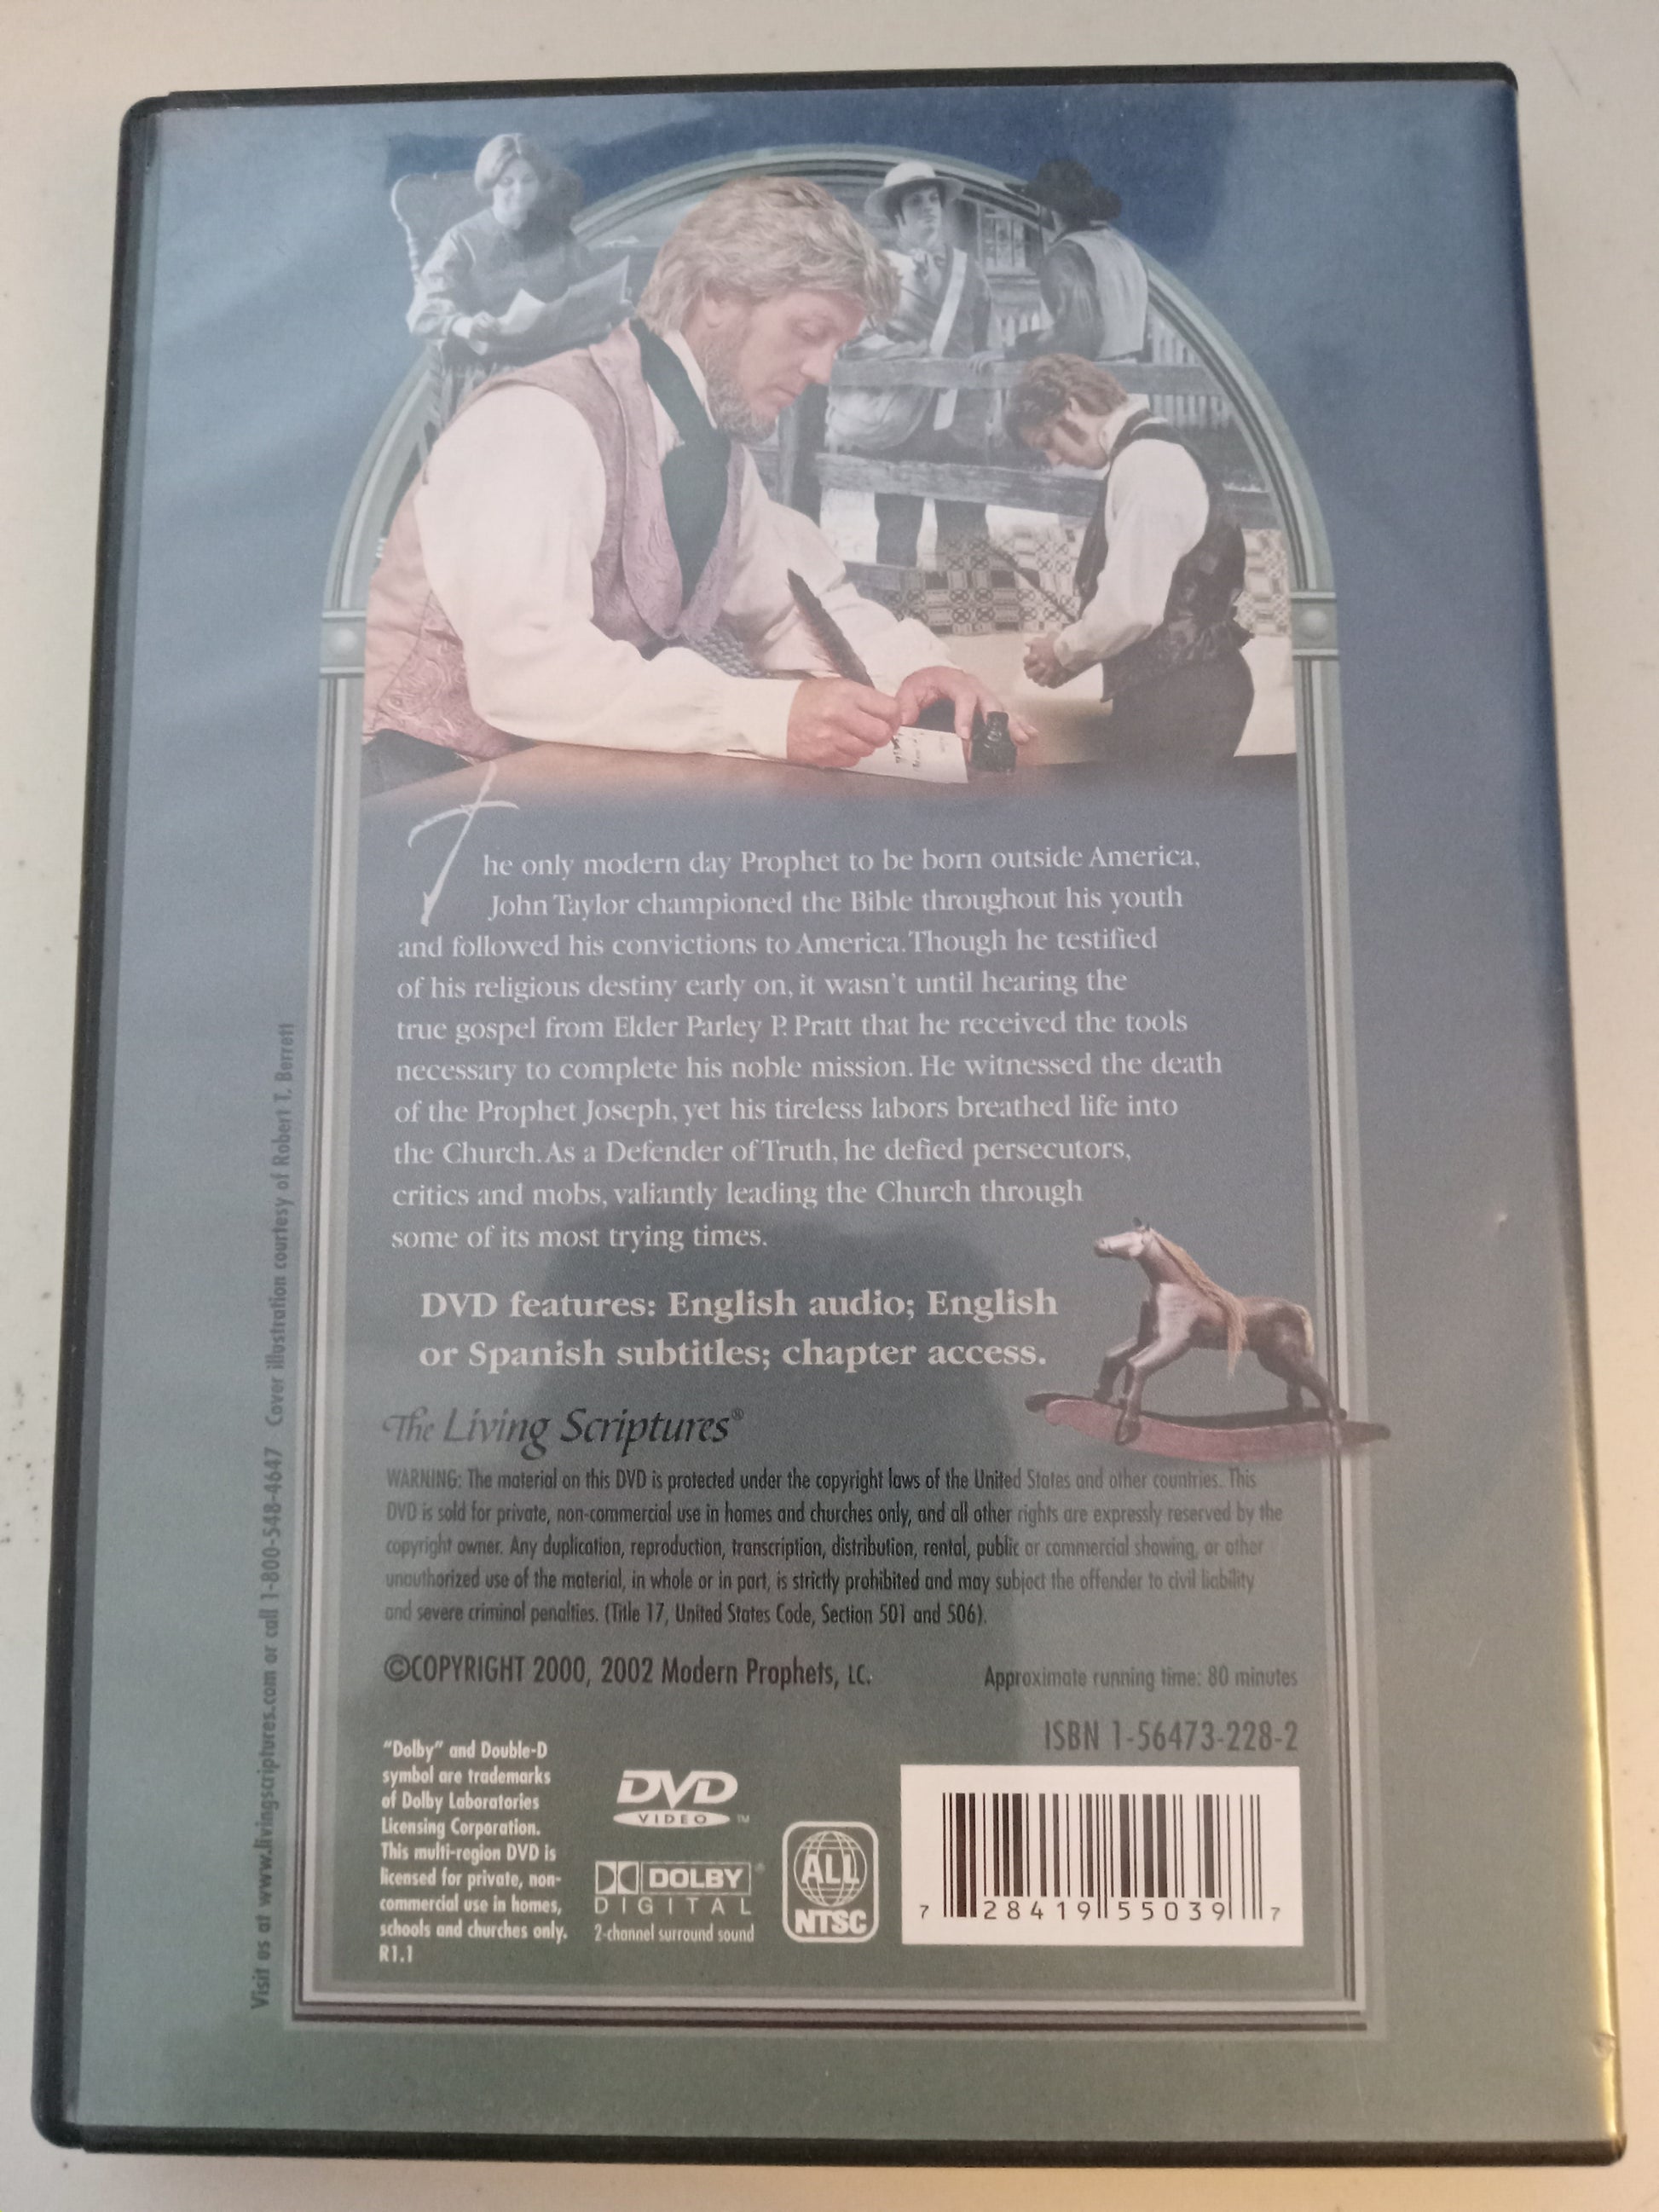 The only modern day Prophet to be born outside America,
John Taylor championed the Bible throughout his youth
and followed his convictions to America. Though he testified
of his religious destiny early on, it wasn't until hearing the
true gospel from Elder Parley P. Pratt that he received the tools
necessary to complete his noble mission. He witnessed the death
of the Prophet Joseph, yet his tireless labors breathed life into
the Church. As a Defender of Truth, he defied persecutors,
critics and mobs, valiantly leading the Church through
some of its most trying times.
DVD features: English audio; English
or Spanish subtitles; chapter access.
The Living Scriptures®
WARNING: The material on this DVD is protected under the copyright laws of the United States and other countries. This
DVD is sold for private, non-commercial use in homes and churches only, and all other rights are expressly reserved by the
copyright owner. Any duplication, reproduction, transcription, distribution, rental, public or commercial showing, or other
unauthorized use of the material, in whole or in part, is strictly prohibited and may subject the offender to civil liability
and severe criminal penalties. (Title 17, United States Code, Section 501 and 506).
©COPYRIGHT 2000, 2002 Modern Prophets, LC.
Approximate running time: 80 minutes
ISBN 1-56473-228-2
"Dolby" and Double-D
symbol are trademarks
of Dolby Laboratories
Licensing Corporation.
This multi-region DVD is
licensed for private, non-
commercial use in homes,
schools and churches only.
R1.1
DVD
VIDEO™
DOLBY®
DIGITAL
2-channel surround sound
ALL
NTSC
7 28419 55039 7
Visit us at www.livingscriptures.com or call 1-800-548-4647 Cover illustration courtesy of Robert T. Berrett